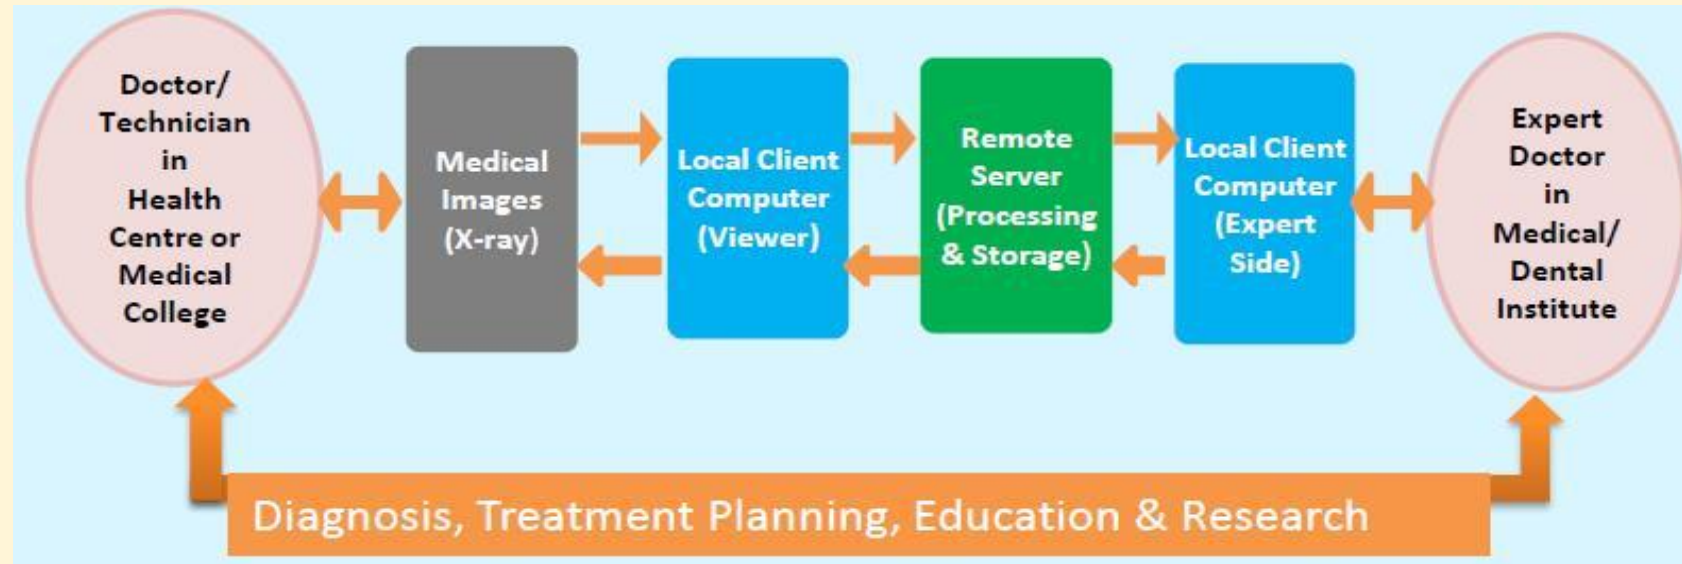 Doctor/
Technician
in
Health
Centre or
Medical
College
Medical
Images
(X-ray)
Local Client
Computer
(Viewer)
Remote
Server
(Processing
& Storage)
Local Client
Computer
(Expert
Side)
Expert
Doctor
in
Medical/
Dental
Institute
Diagnosis, Treatment Planning, Education & Research